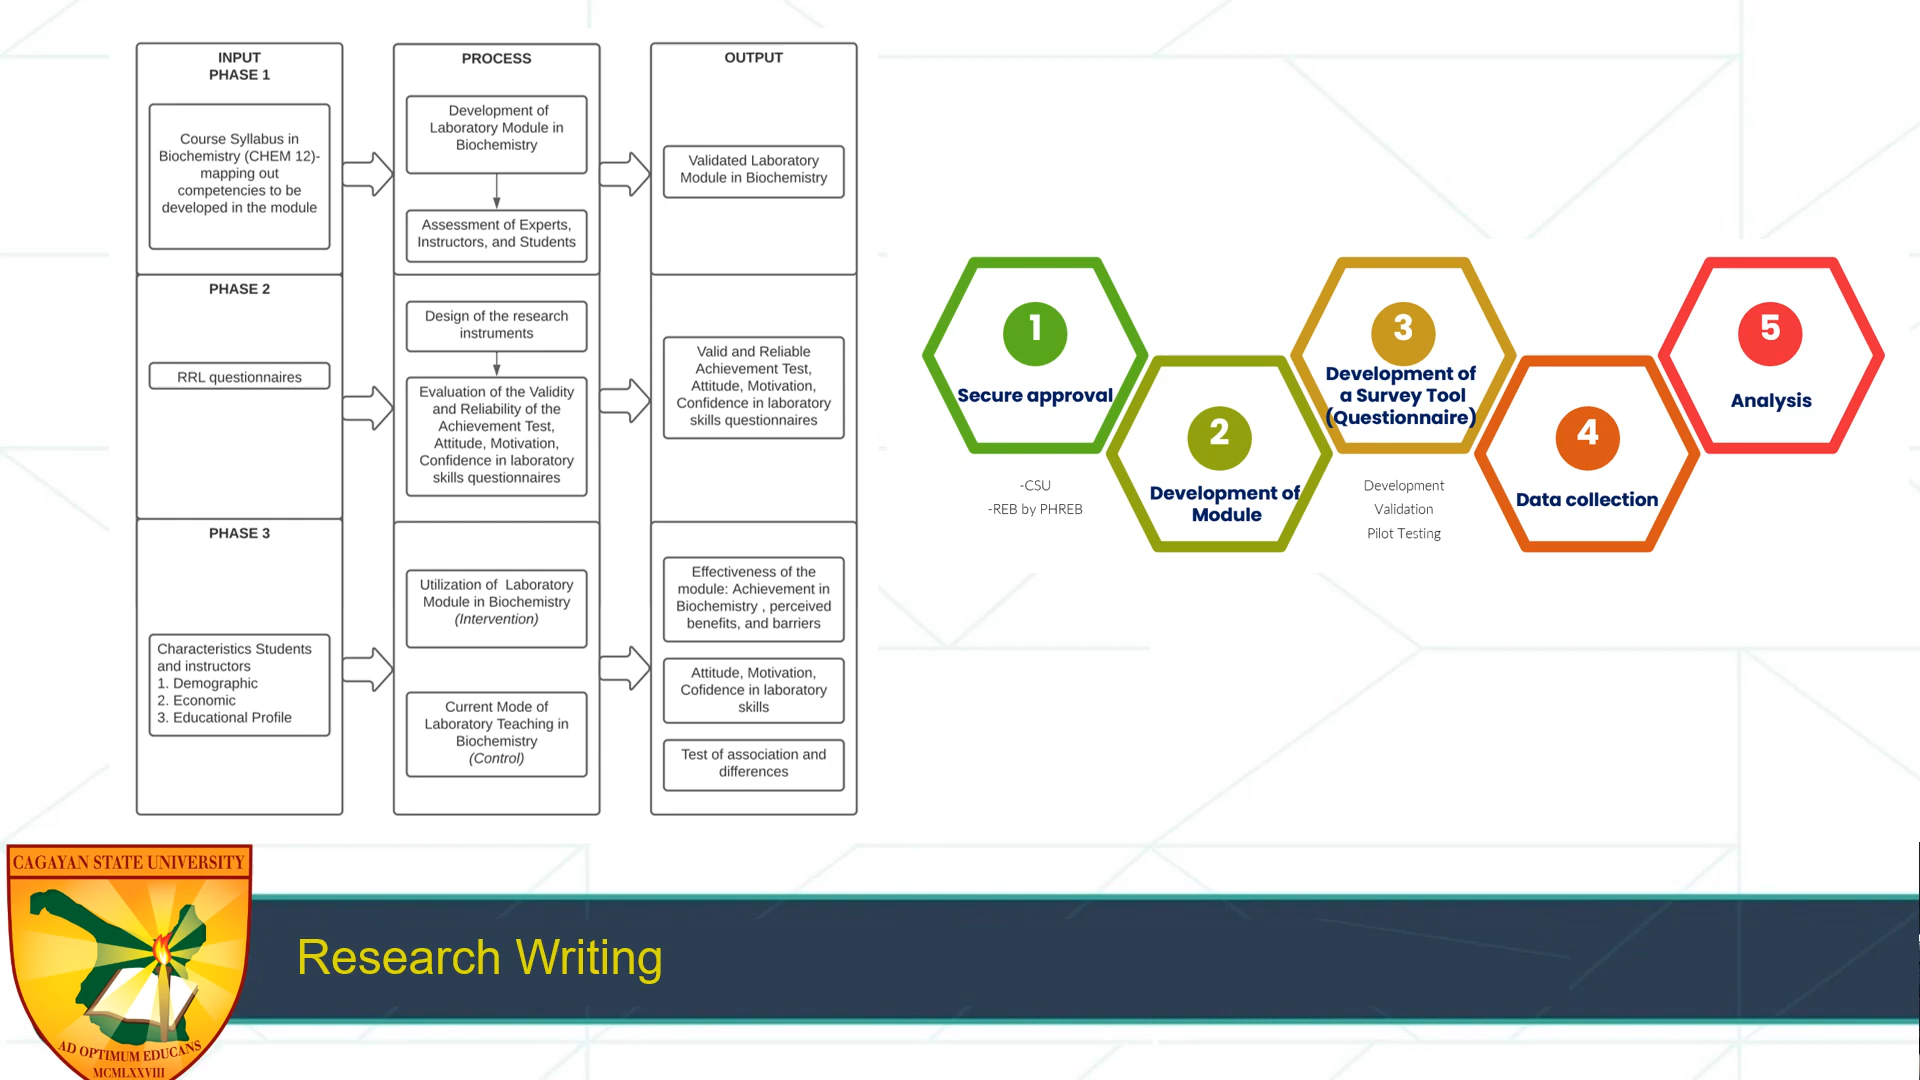 INPUT
PHASE 1
Course Syllabus in
Biochemistry (CHEM 12)-
mapping out
competencies to be
developed in the module
PHASE 2
RRL questionnaires
PHASE 3
Characteristics Students
and instructors
1. Demographic
2. Economic
3. Educational Profile
PROCESS
Development of
Laboratory Module in
Biochemistry
Assessment of Experts,
Instructors, and Students
Design of the research
instruments
Evaluation of the Validity
and Reliability of the
Achievement Test,
Attitude, Motivation,
Confidence in laboratory
skills questionnaires
Utilization of Laboratory
Module in Biochemistry
(Intervention)
Current Mode of
Laboratory Teaching in
Biochemistry
(Control)
OUTPUT
Validated Laboratory
Module in Biochemistry
Valid and Reliable
Achievement Test,
Attitude, Motivation,
Confidence in laboratory
skills questionnaires
Effectiveness of the
module: Achievement in
Biochemistry , perceived
benefits, and barriers
Attitude, Motivation,
Cofidence in laboratory
skills
Test of association and
differences
1
Secure approval
-CSU
-REB by PHREB
2
Development of
Module
3
Development of
a Survey Tool
(Questionnaire)
Development
Validation
Pilot Testing
4
Data collection
5
Analysis
CAGAYAN STATE UNIVERSITY
AD OPTIMUM EDUCANS
MCMLXXVIII
Research Writing